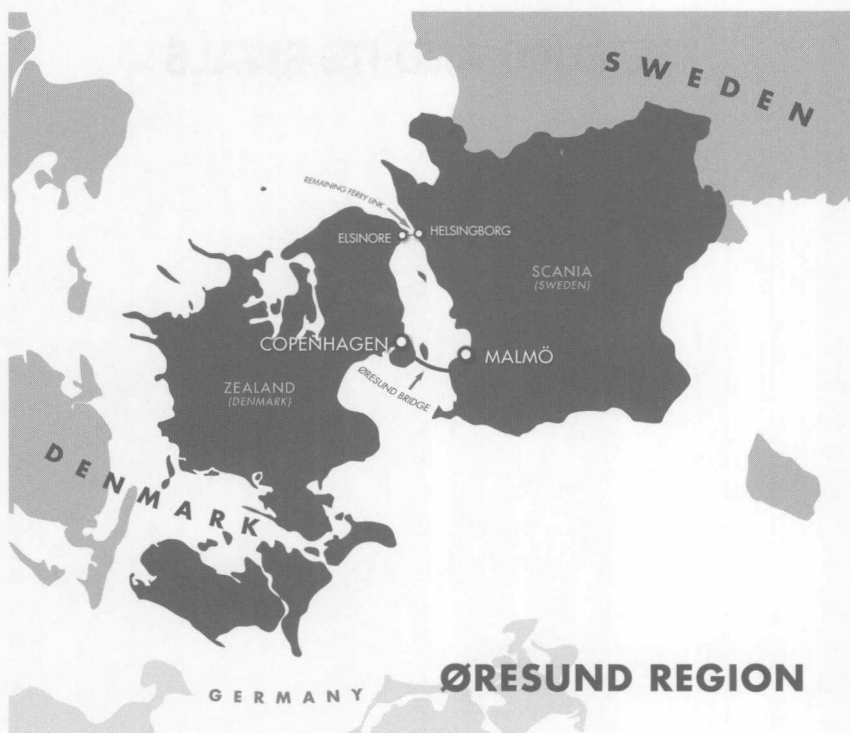 SWEDEN
REMAINING FERRY LINK
ELSINORE
HELSINGBORG
SCANIA
(SWEDEN)
COPENHAGEN
MALMÖ
ØRESUND BRIDGE
ZEALAND
(DENMARK)
DENMARK
GERMANY
ØRESUND REGION